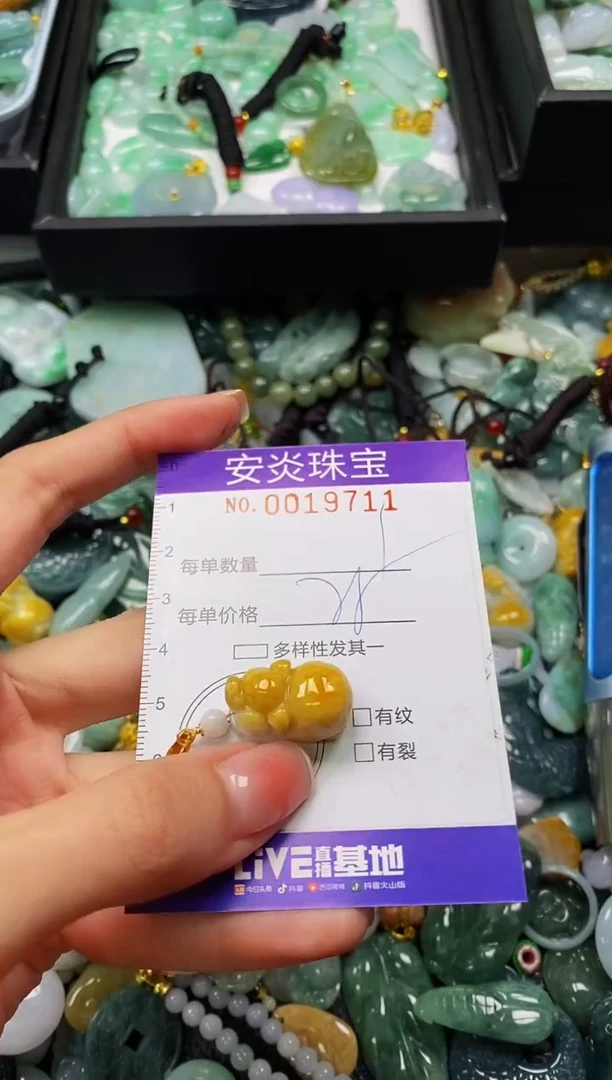 安炎珠宝
NO.0019711
0
1
每单数量
2
3
每单价格
4
多样性发其一
5
有纹
有裂
LIVE直播基地
今日头条 抖音 西瓜视频 抖音火山版